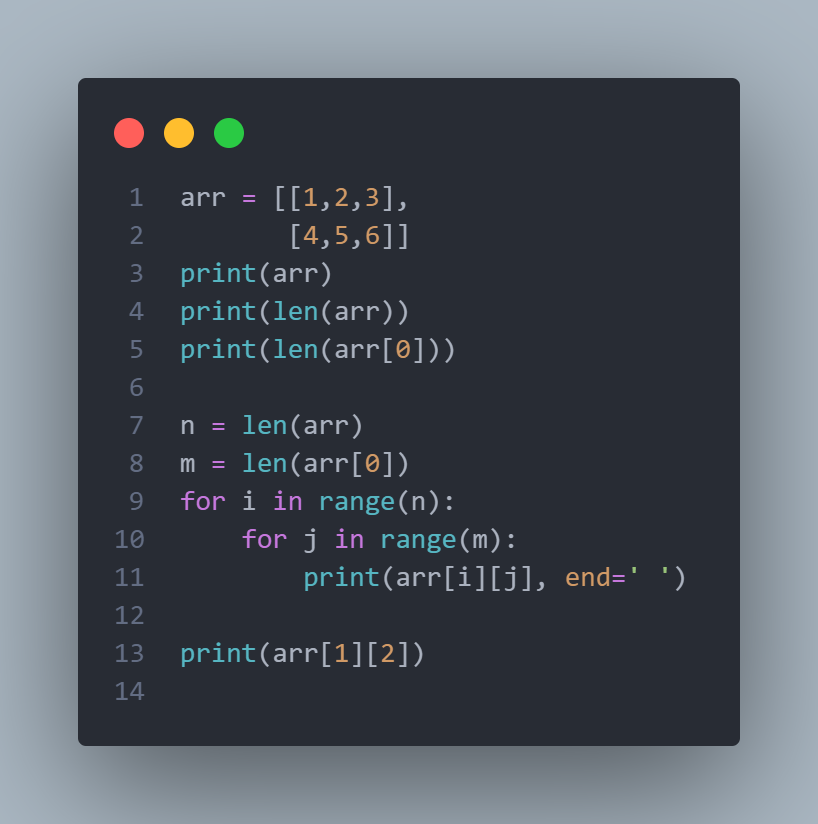 1 arr = [[1,2,3],
2        [4,5,6]]
3 print(arr)
4 print(len(arr))
5 print(len(arr[0]))
6
7 n = len(arr)
8 m = len(arr[0])
9 for i in range(n):
10     for j in range(m):
11         print(arr[i][j], end=' ')
12
13 print(arr[1][2])
14